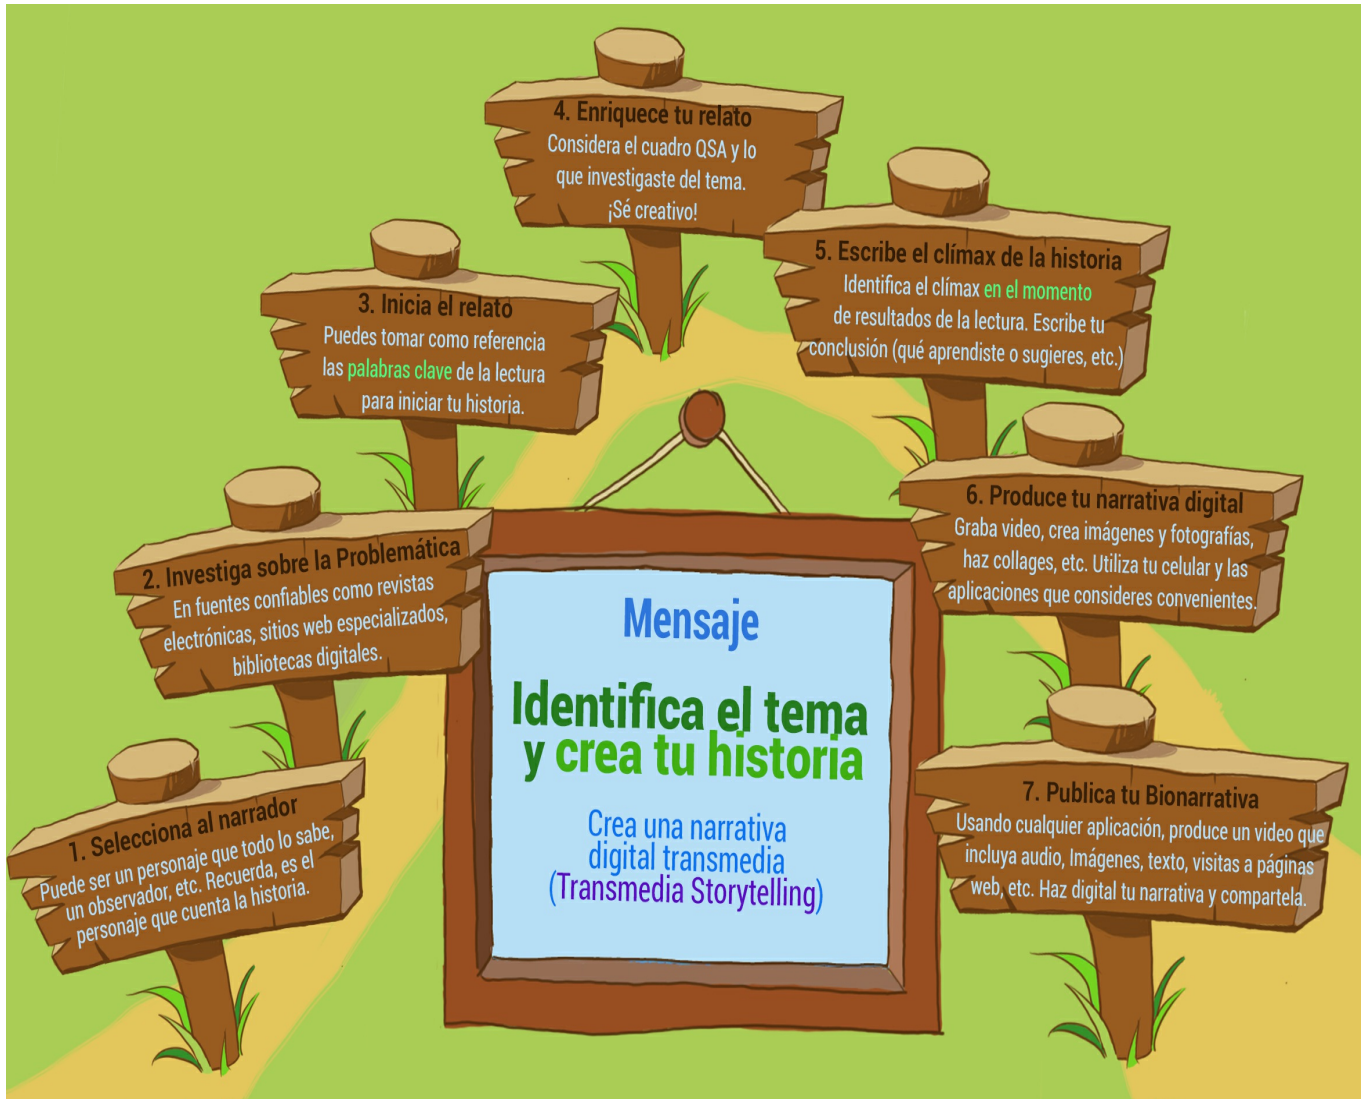 4. Enriquece tu relato
Considera el cuadro QSA y lo
que investigaste del tema.
¡Sé creativo!
5. Escribe el clímax de la historia
Identifica el clímax en el momento
de resultados de la lectura. Escribe tu
conclusión (qué aprendiste o sugieres, etc.)
3. Inicia el relato
Puedes tomar como referencia
las palabras clave de la lectura
para iniciar tu historia.
6. Produce tu narrativa digital
Graba video, crea imágenes y fotografías,
haz collages, etc. Utiliza tu celular y las
aplicaciones que consideres convenientes.
2. Investiga sobre la Problemática
En fuentes confiables como revistas
electrónicas, sitios web especializados,
bibliotecas digitales.
Mensaje
Identifica el tema
y crea tu historia
Crea una narrativa
digital transmedia
(Transmedia Storytelling)
1. Selecciona al narrador
Puede ser un personaje que todo lo sabe,
un observador, etc. Recuerda, es el
personaje que cuenta la historia.
7. Publica tu Bionarrativa
Usando cualquier aplicación, produce un video que
incluya audio, Imágenes, texto, visitas a páginas
web, etc. Haz digital tu narrativa y compartela.